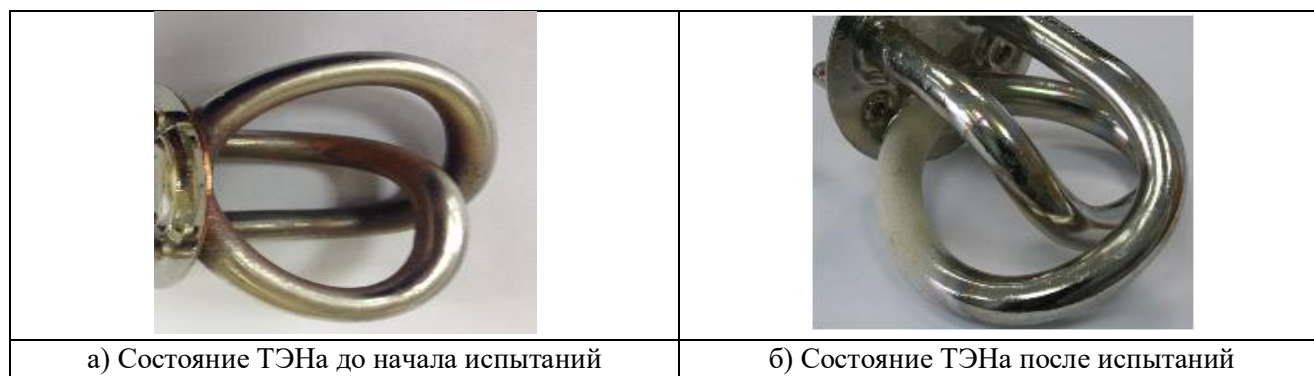 а) Состояние ТЭНа до начала испытаний
б) Состояние ТЭНа после испытаний